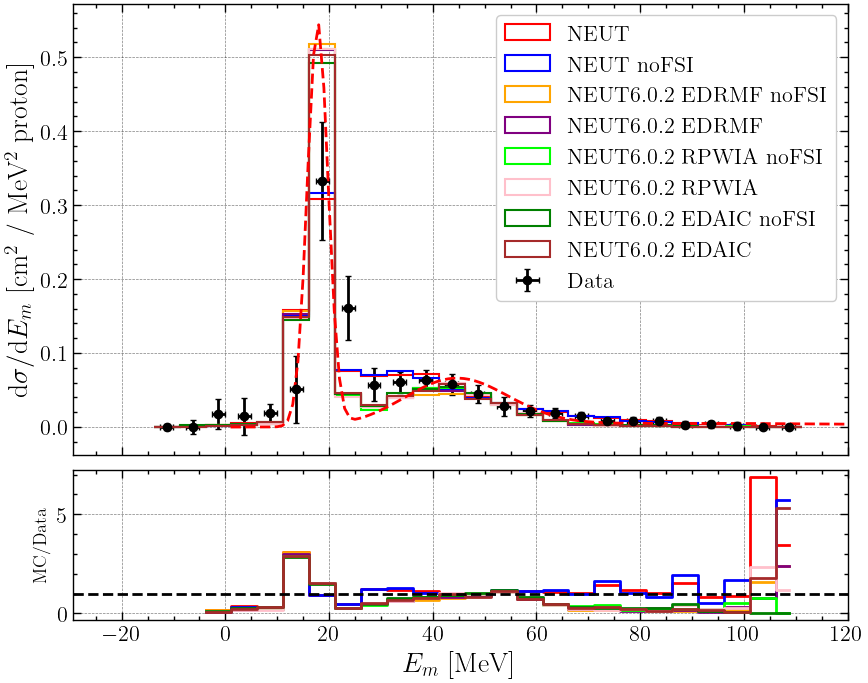 dσ/dE_m [cm² / MeV² proton]
0.5
0.4
0.3
0.2
0.1
0.0
NEUT
NEUT noFSI
NEUT6.0.2 EDRMF noFSI
NEUT6.0.2 EDRMF
NEUT6.0.2 RPWIA noFSI
NEUT6.0.2 RPWIA
NEUT6.0.2 EDAIC noFSI
NEUT6.0.2 EDAIC
Data
MC/Data
5
0
−20 0 20 40 60 80 100 120
E_m [MeV]